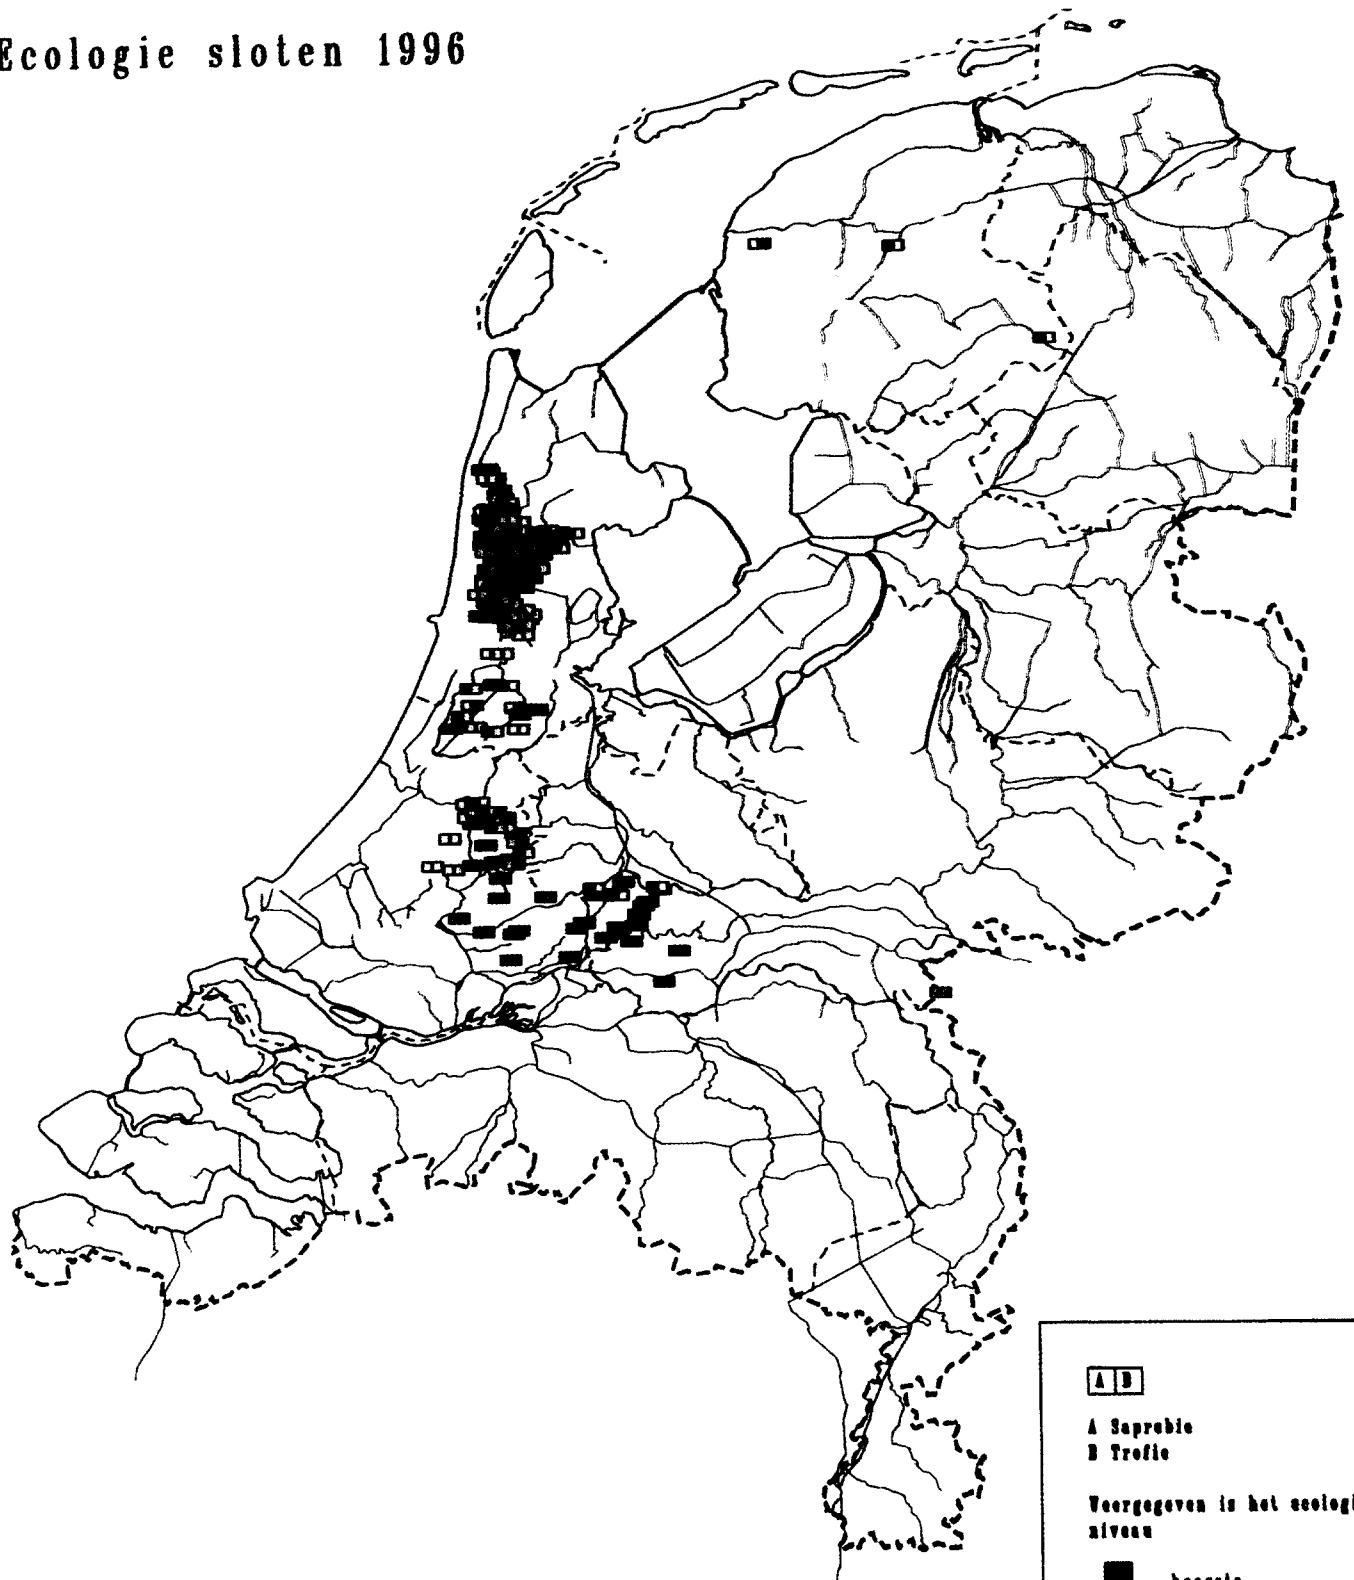 Ecologie sloten 1996
A B
A Saprobie
B Trofie
Weergegeven is het ecologi
niveau